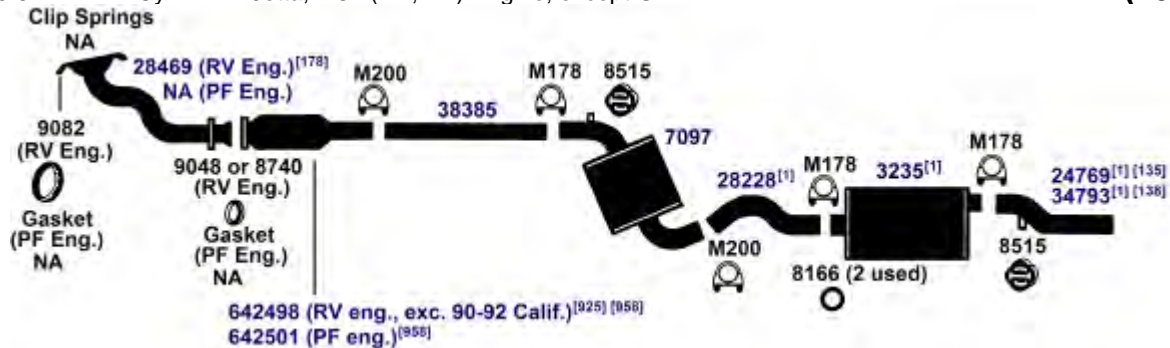 Clip Springs
NA
28469 (RV Eng.)[178]
NA (PF Eng.)
M200
M178
8515
9082
(RV Eng.)
38385
7097
9048 or 8740
(RV Eng.)
M178
3235[1]
M178
28228[1]
24769[1] [135]
34793[1] [138]
Gasket
(PF Eng.)
NA
Gasket
(PF Eng.)
NA
M200
8166 (2 used)
8515
642498 (RV eng., exc. 90-92 Calif.)[925] [958]
642501 (PF eng.)[958]